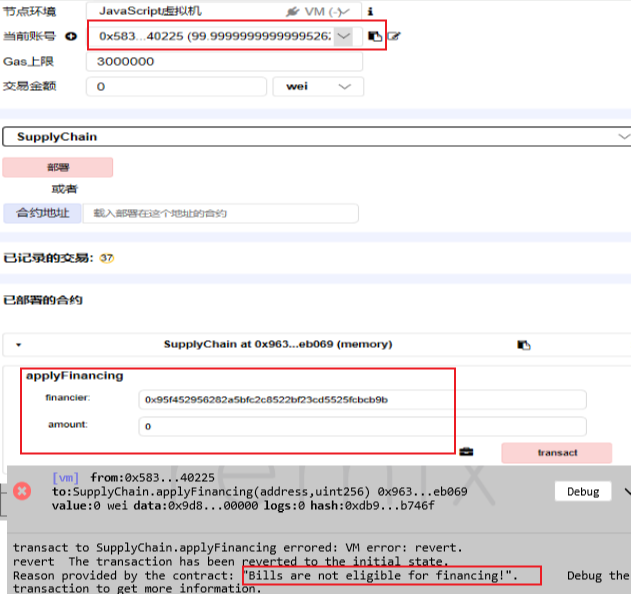 节点环境 JavaScript虚拟机 VM (-)
当前账号 0x583...40225 (99.9999999999999526:
Gas上限 3000000
交易金额 0 wei
SupplyChain
部署
或者
合约地址 载入部署在这个地址的合约
已记录的交易: 37
已部署的合约
SupplyChain at 0x963...eb069 (memory)
applyFinancing
financier: 0x95f452956282a5bfc2c8522bf23cd5525fcbcb9b
amount: 0
transact
[vm] from:0x583...40225
to:SupplyChain.applyFinancing(address,uint256) 0x963...eb069
value:0 wei data:0x9d8...00000 logs:0 hash:0xdb9...b746f
Debug
transact to SupplyChain.applyFinancing errored: VM error: revert.
revert The transaction has been reverted to the initial state.
Reason provided by the contract: "Bills are not eligible for financing!". Debug the
transaction to get more information.